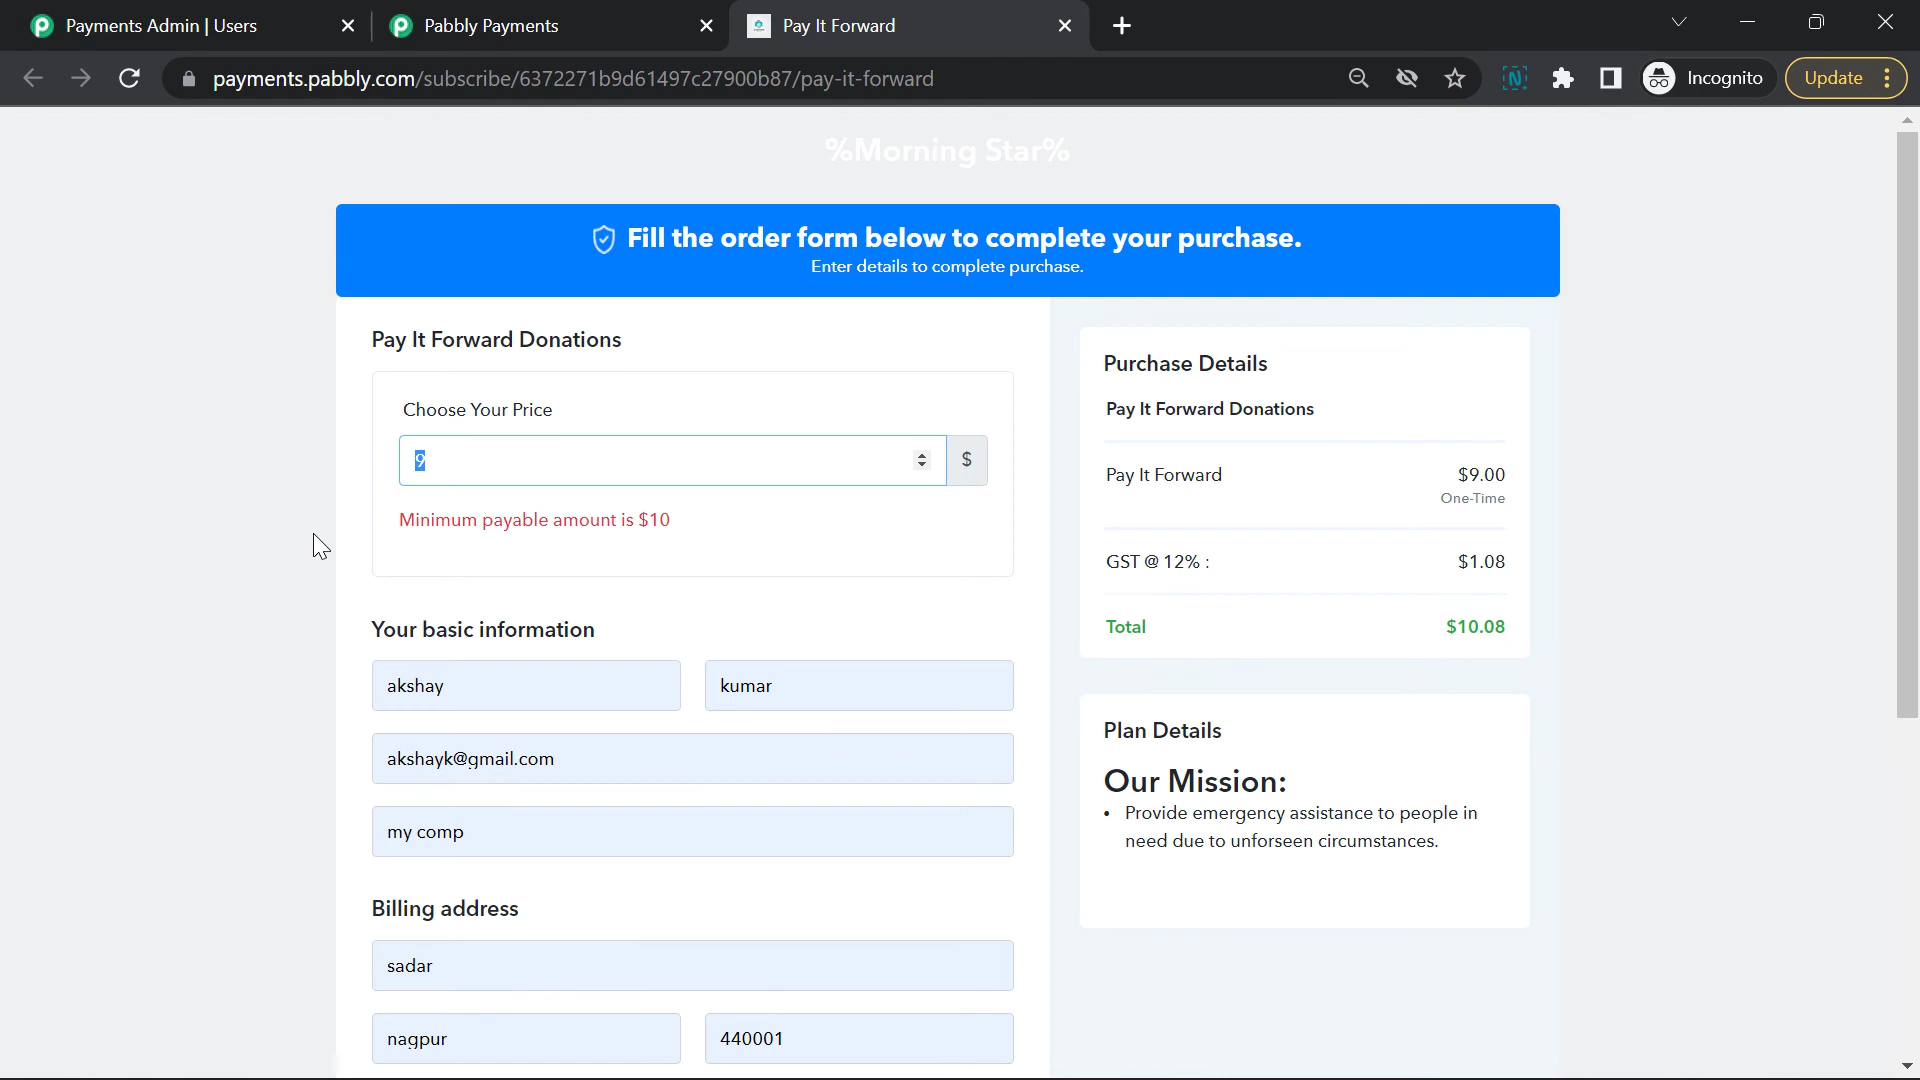 Payments Admin | Users
Pabbly Payments
Pay It Forward
payments.pabbly.com/subscribe/6372271b9d61497c27900b87/pay-it-forward
Incognito
Update
%Morning Star%
Fill the order form below to complete your purchase.
Enter details to complete purchase.
Pay It Forward Donations
Choose Your Price
9
$
Minimum payable amount is $10
Your basic information
akshay
kumar
akshayk@gmail.com
my comp
Billing address
sadar
nagpur
440001
Purchase Details
Pay It Forward Donations
Pay It Forward
$9.00
One-Time
GST @ 12% :
$1.08
Total
$10.08
Plan Details
Our Mission:
• Provide emergency assistance to people in
need due to unforseen circumstances.